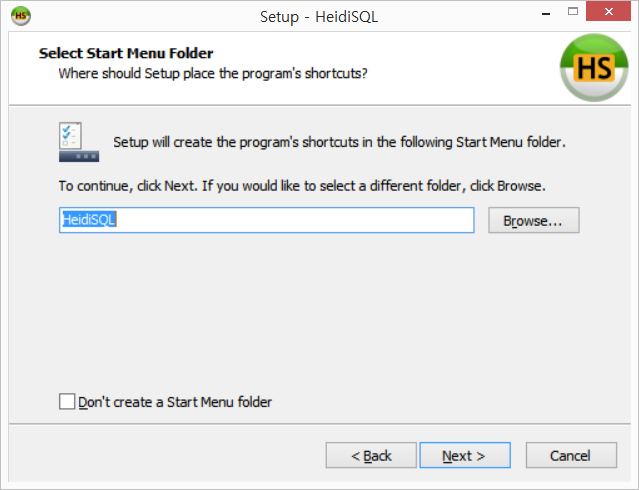 HS
Setup - HeidiSQL
Select Start Menu Folder
Where should Setup place the program's shortcuts?
HS
Setup will create the program's shortcuts in the following Start Menu folder.
To continue, click Next. If you would like to select a different folder, click Browse.
HeidiSQL
Browse...
Don't create a Start Menu folder
< Back
Next >
Cancel